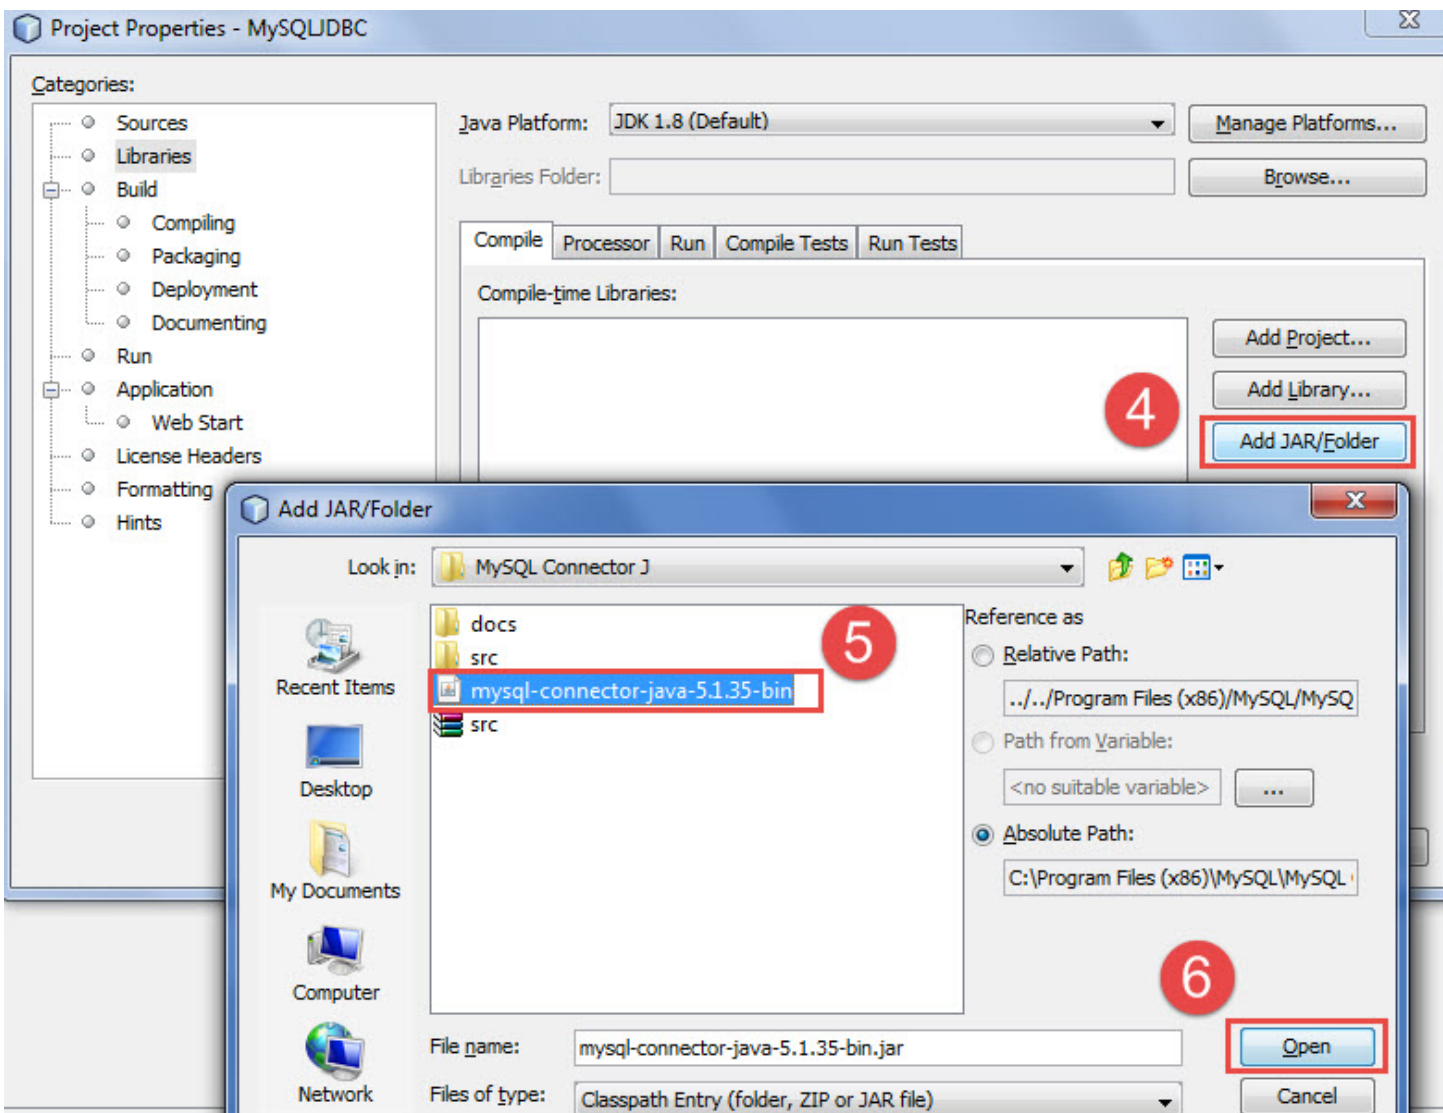 Project Properties - MySQLJDBC
Categories:
Sources
Libraries
Build
Compiling
Packaging
Deployment
Documenting
Run
Application
Web Start
License Headers
Formatting
Hints
Java Platform: JDK 1.8 (Default) Manage Platforms...
Libraries Folder: Browse...
Compile Processor Run Compile Tests Run Tests
Compile-time Libraries:
Add Project...
Add Library...
4
Add JAR/Folder
Add JAR/Folder
Look in: MySQL Connector J
Recent Items
Desktop
My Documents
Computer
Network
docs
src
5
mysql-connector-java-5.1.35-bin
src
Reference as
Relative Path:
../../Program Files (x86)/MySQL/MySQ
Path from Variable:
<no suitable variable> ...
Absolute Path:
C:\Program Files (x86)\MySQL\MySQL
6
File name: mysql-connector-java-5.1.35-bin.jar Open
Files of type: Classpath Entry (folder, ZIP or JAR file) Cancel